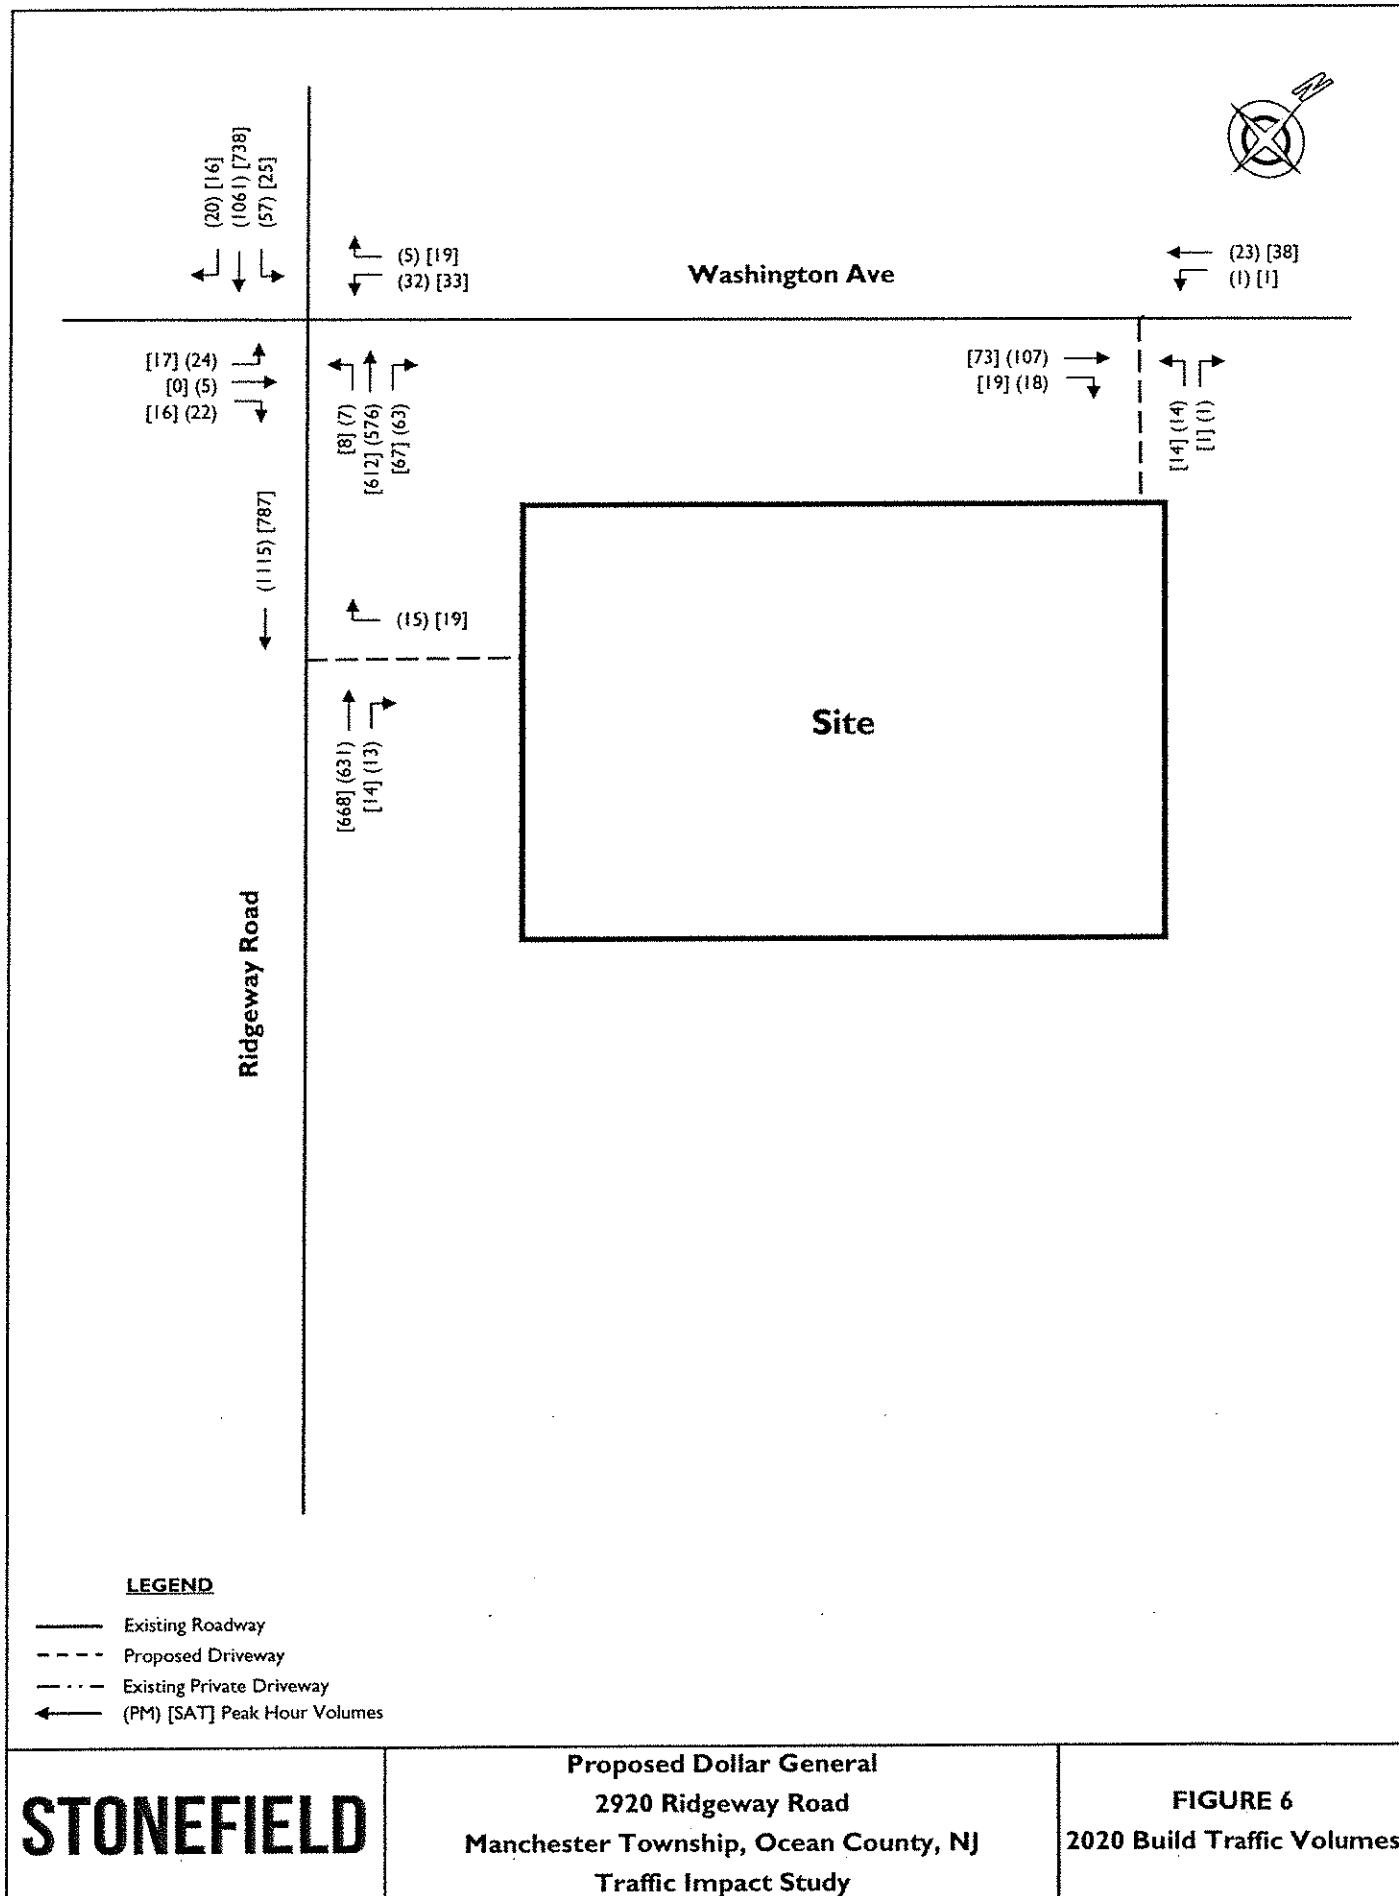 N
(20) [16]
(1061) [738]
(57) [25]
(5) [19]
(32) [33]
Washington Ave
(23) [38]
(1) [1]
[17] (24)
[0] (5)
[16] (22)
[8] (7)
[612] (576)
[67] (63)
[73] (107)
[19] (18)
[14] (14)
[1] (1)
(1115) [787]
(15) [19]
Site
[668] (631)
[14] (13)
Ridgeway Road
LEGEND
Existing Roadway
Proposed Driveway
Existing Private Driveway
(PM) [SAT] Peak Hour Volumes
STONEFIELD
Proposed Dollar General
2920 Ridgeway Road
Manchester Township, Ocean County, NJ
Traffic Impact Study
FIGURE 6
2020 Build Traffic Volumes